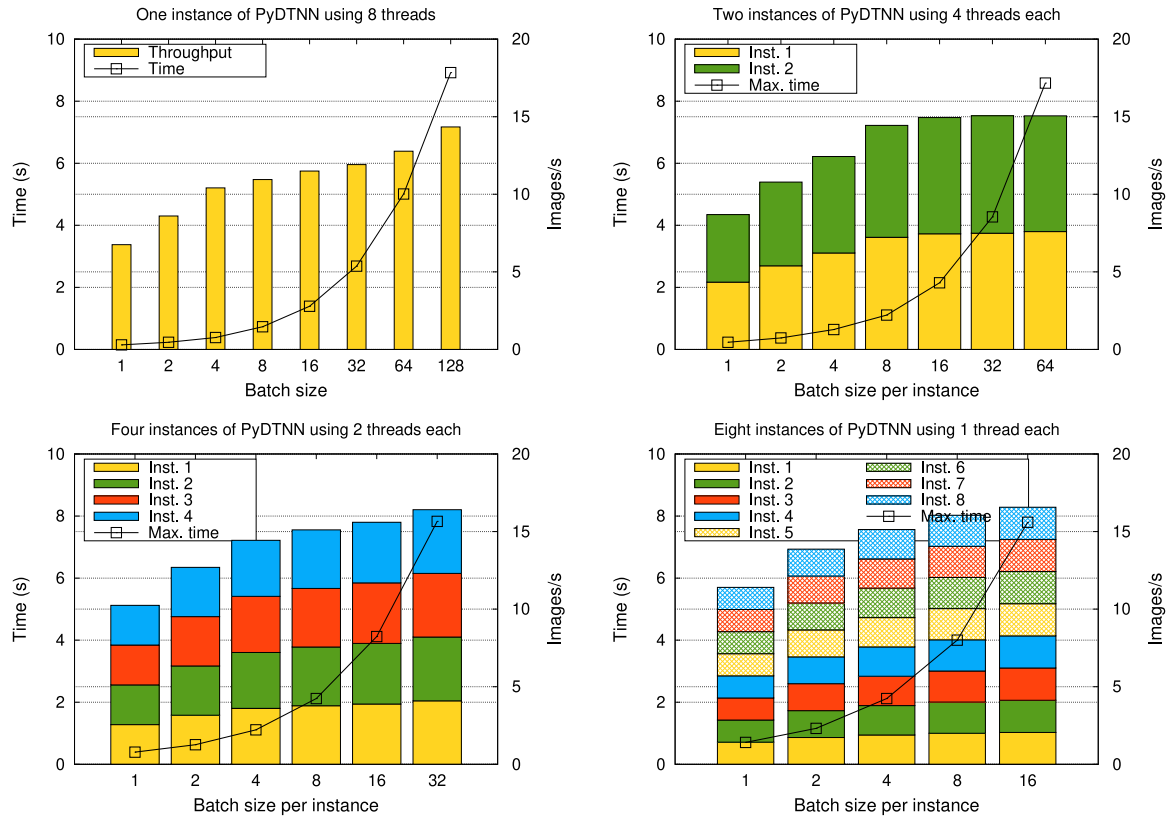 One instance of PyDTNN using 8 threads
10
8
6
4
2
0
Time (s)
Throughput
Time
20
15
10
5
0
Images/s
1 2 4 8 16 32 64 128
Batch size
Two instances of PyDTNN using 4 threads each
10
8
6
4
2
0
Time (s)
Inst. 1
Inst. 2
Max. time
20
15
10
5
0
Images/s
1 2 4 8 16 32 64
Batch size per instance
Four instances of PyDTNN using 2 threads each
10
8
6
4
2
0
Time (s)
Inst. 1
Inst. 2
Inst. 3
Inst. 4
Max. time
20
15
10
5
0
Images/s
1 2 4 8 16 32
Batch size per instance
Eight instances of PyDTNN using 1 thread each
10
8
6
4
2
0
Time (s)
Inst. 1
Inst. 2
Inst. 3
Inst. 4
Inst. 5
Inst. 6
Inst. 7
Inst. 8
Max. time
20
15
10
5
0
Images/s
1 2 4 8 16
Batch size per instance